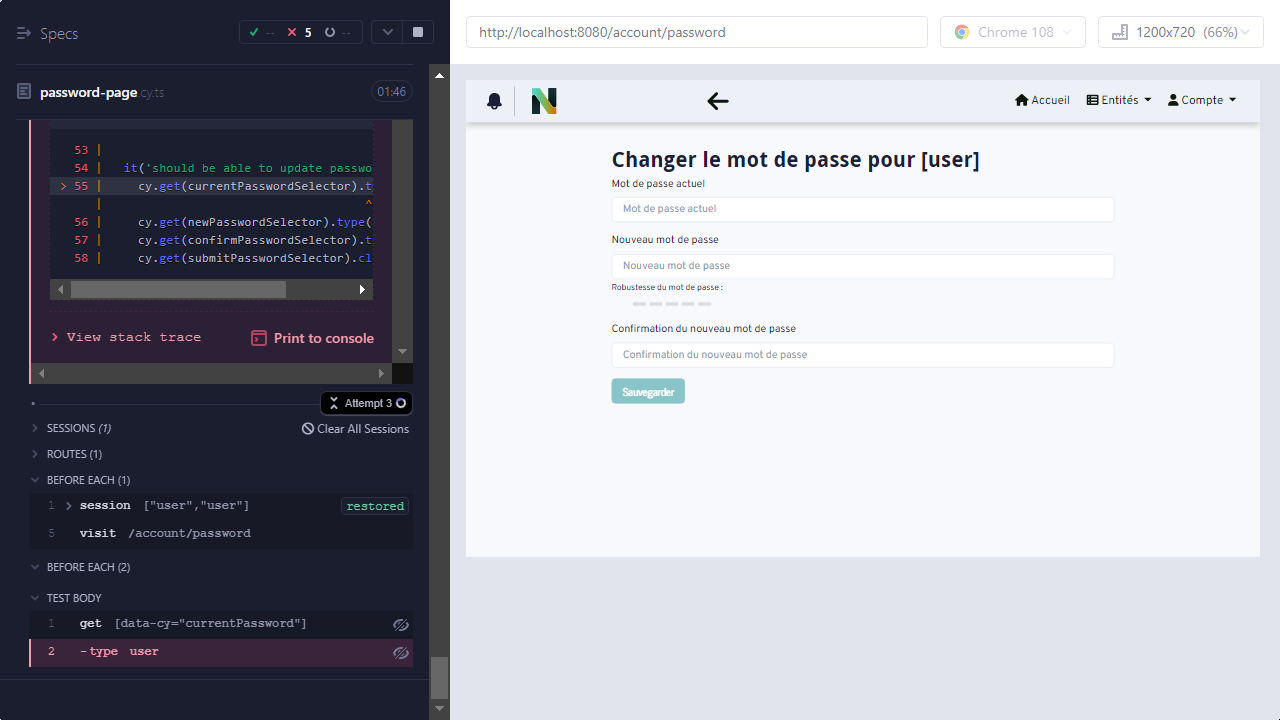 Specs
-- 5 --
password-page.cy.ts 01:46
53 |
54 | it('should be able to update passwo
> 55 | cy.get(currentPasswordSelector).t
| ^
56 | cy.get(newPasswordSelector).type(
57 | cy.get(confirmPasswordSelector).t
58 | cy.get(submitPasswordSelector).cl
> View stack trace
Print to console
Attempt 3
SESSIONS (1)
Clear All Sessions
ROUTES (1)
BEFORE EACH (1)
1 session ["user","user"] restored
5 visit /account/password
BEFORE EACH (2)
TEST BODY
1 get [data-cy="currentPassword"]
2 -type user
http://localhost:8080/account/password
Chrome 108
1200x720 (66%)
N
Accueil
Entités
Compte
Changer le mot de passe pour [user]
Mot de passe actuel
Mot de passe actuel
Nouveau mot de passe
Nouveau mot de passe
Robustesse du mot de passe :
Confirmation du nouveau mot de passe
Confirmation du nouveau mot de passe
Sauvegarder